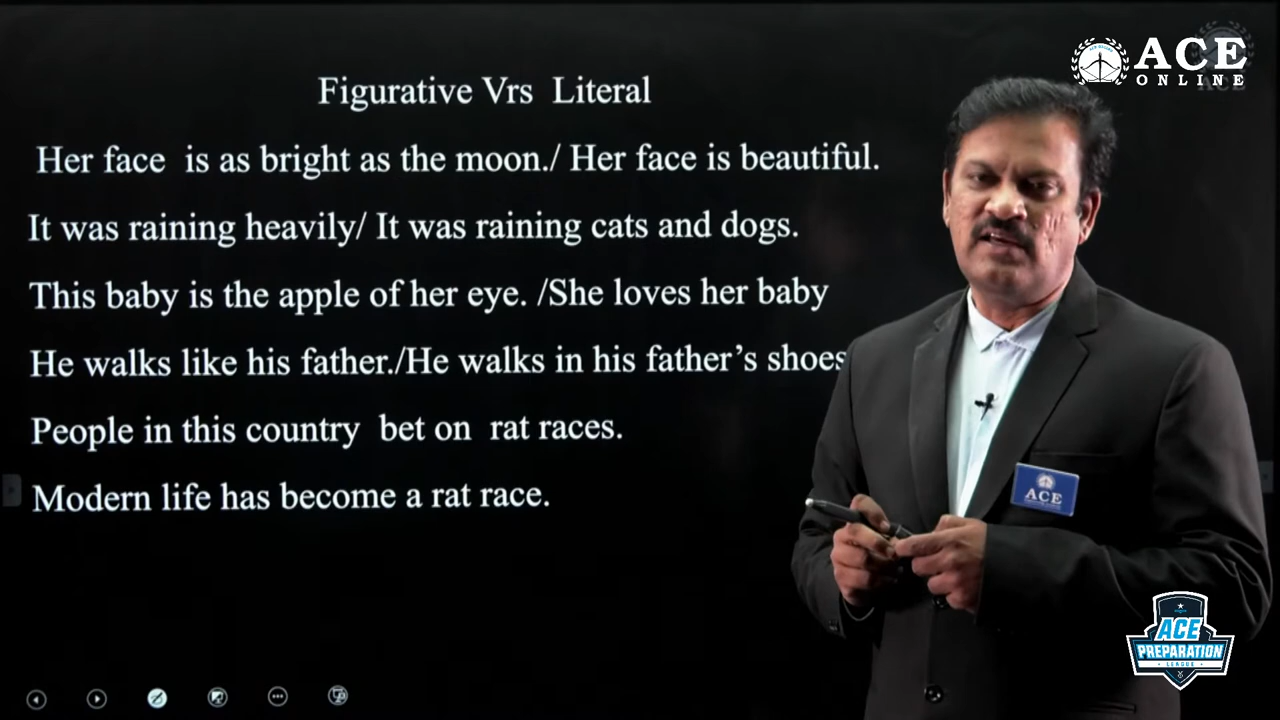 ACE
ONLINE
Figurative Vrs Literal
Her face is as bright as the moon./ Her face is beautiful.
It was raining heavily/ It was raining cats and dogs.
This baby is the apple of her eye. /She loves her baby
He walks like his father./He walks in his father's shoes
People in this country bet on rat races.
Modern life has become a rat race.
ACE
ACE
PREPARATION
LEAGUE